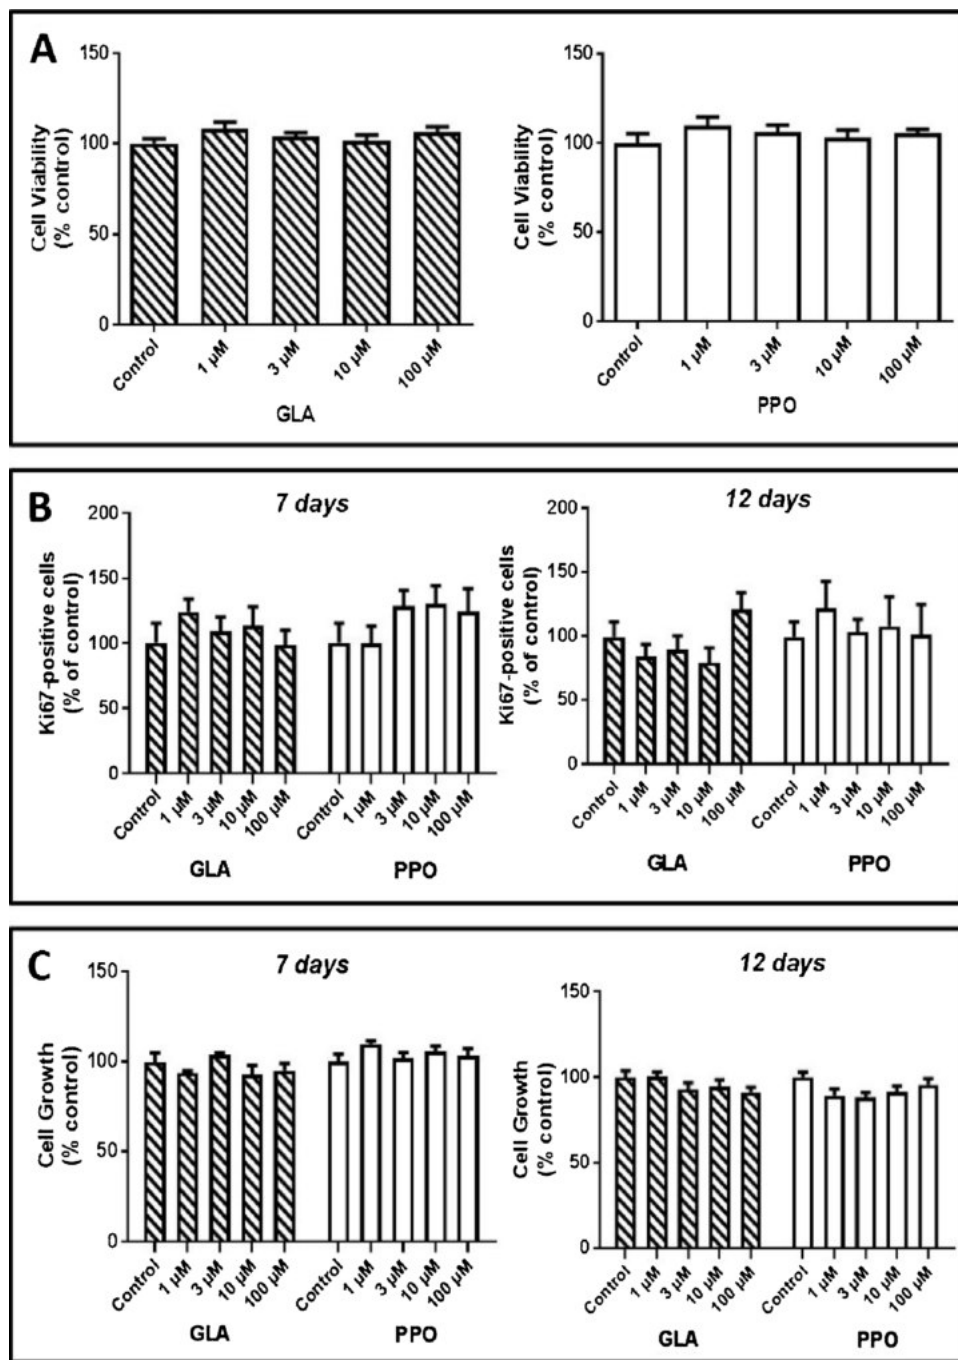 A
150
100
50
0
Cell Viability
(% control)
Control
1 µM
3 µM
10 µM
100 µM
GLA
150
100
50
0
Cell Viability
(% control)
Control
1 µM
3 µM
10 µM
100 µM
PPO
B
7 days
200
150
100
50
0
Ki67-positive cells
(% of control)
Control
1 µM
3 µM
10 µM
100 µM
Control
1 µM
3 µM
10 µM
100 µM
GLA
PPO
12 days
200
150
100
50
0
Ki67-positive cells
(% of control)
Control
1 µM
3 µM
10 µM
100 µM
Control
1 µM
3 µM
10 µM
100 µM
GLA
PPO
C
7 days
150
100
50
0
Cell Growth
(% control)
Control
1 µM
3 µM
10 µM
100 µM
Control
1 µM
3 µM
10 µM
100 µM
GLA
PPO
12 days
150
100
50
0
Cell Growth
(% control)
Control
1 µM
3 µM
10 µM
100 µM
Control
1 µM
3 µM
10 µM
100 µM
GLA
PPO